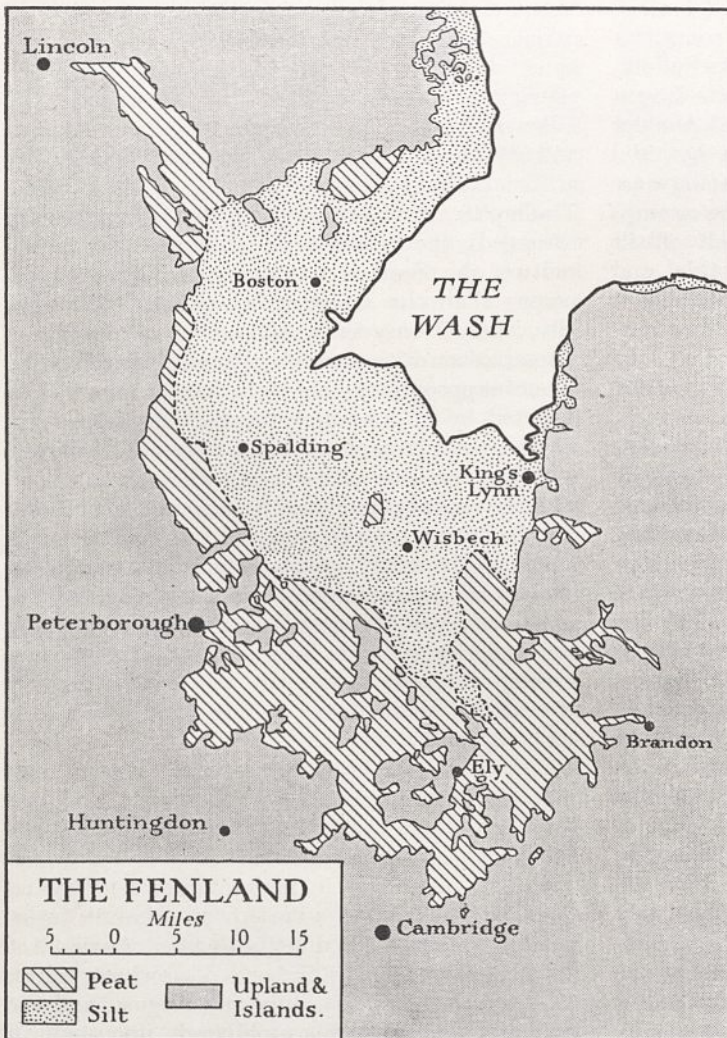 Lincoln
Boston
THE
WASH
Spalding
King's
Lynn
Wisbech
Peterborough
Brandon
Ely
Huntingdon
Cambridge
THE FENLAND
Miles
5 0 5 10 15
Peat
Silt
Upland &
Islands.